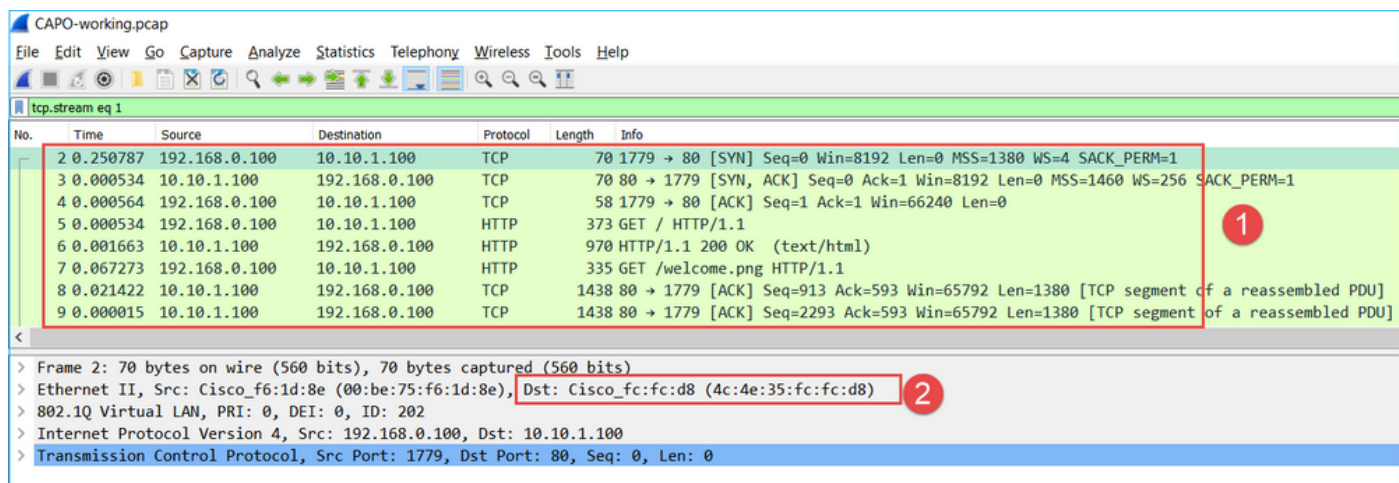 CAPO-working.pcap
File Edit View Go Capture Analyze Statistics Telephony Wireless Tools Help
tcp.stream eq 1
No. Time Source Destination Protocol Length Info
2 0.250787 192.168.0.100 10.10.1.100 TCP 70 1779 → 80 [SYN] Seq=0 Win=8192 Len=0 MSS=1380 WS=4 SACK_PERM=1
3 0.000534 10.10.1.100 192.168.0.100 TCP 70 80 → 1779 [SYN, ACK] Seq=0 Ack=1 Win=8192 Len=0 MSS=1460 WS=256 SACK_PERM=1
4 0.000564 192.168.0.100 10.10.1.100 TCP 58 1779 → 80 [ACK] Seq=1 Ack=1 Win=66240 Len=0
5 0.000534 192.168.0.100 10.10.1.100 HTTP 373 GET / HTTP/1.1
6 0.001663 10.10.1.100 192.168.0.100 HTTP 970 HTTP/1.1 200 OK (text/html)
7 0.067273 192.168.0.100 10.10.1.100 HTTP 335 GET /welcome.png HTTP/1.1
8 0.021422 10.10.1.100 192.168.0.100 TCP 1438 80 → 1779 [ACK] Seq=913 Ack=593 Win=65792 Len=1380 [TCP segment of a reassembled PDU]
9 0.000015 10.10.1.100 192.168.0.100 TCP 1438 80 → 1779 [ACK] Seq=2293 Ack=593 Win=65792 Len=1380 [TCP segment of a reassembled PDU]
1
> Frame 2: 70 bytes on wire (560 bits), 70 bytes captured (560 bits)
> Ethernet II, Src: Cisco_f6:1d:8e (00:be:75:f6:1d:8e), Dst: Cisco_fc:fc:d8 (4c:4e:35:fc:fc:d8)
2
> 802.1Q Virtual LAN, PRI: 0, DEI: 0, ID: 202
> Internet Protocol Version 4, Src: 192.168.0.100, Dst: 10.10.1.100
> Transmission Control Protocol, Src Port: 1779, Dst Port: 80, Seq: 0, Len: 0